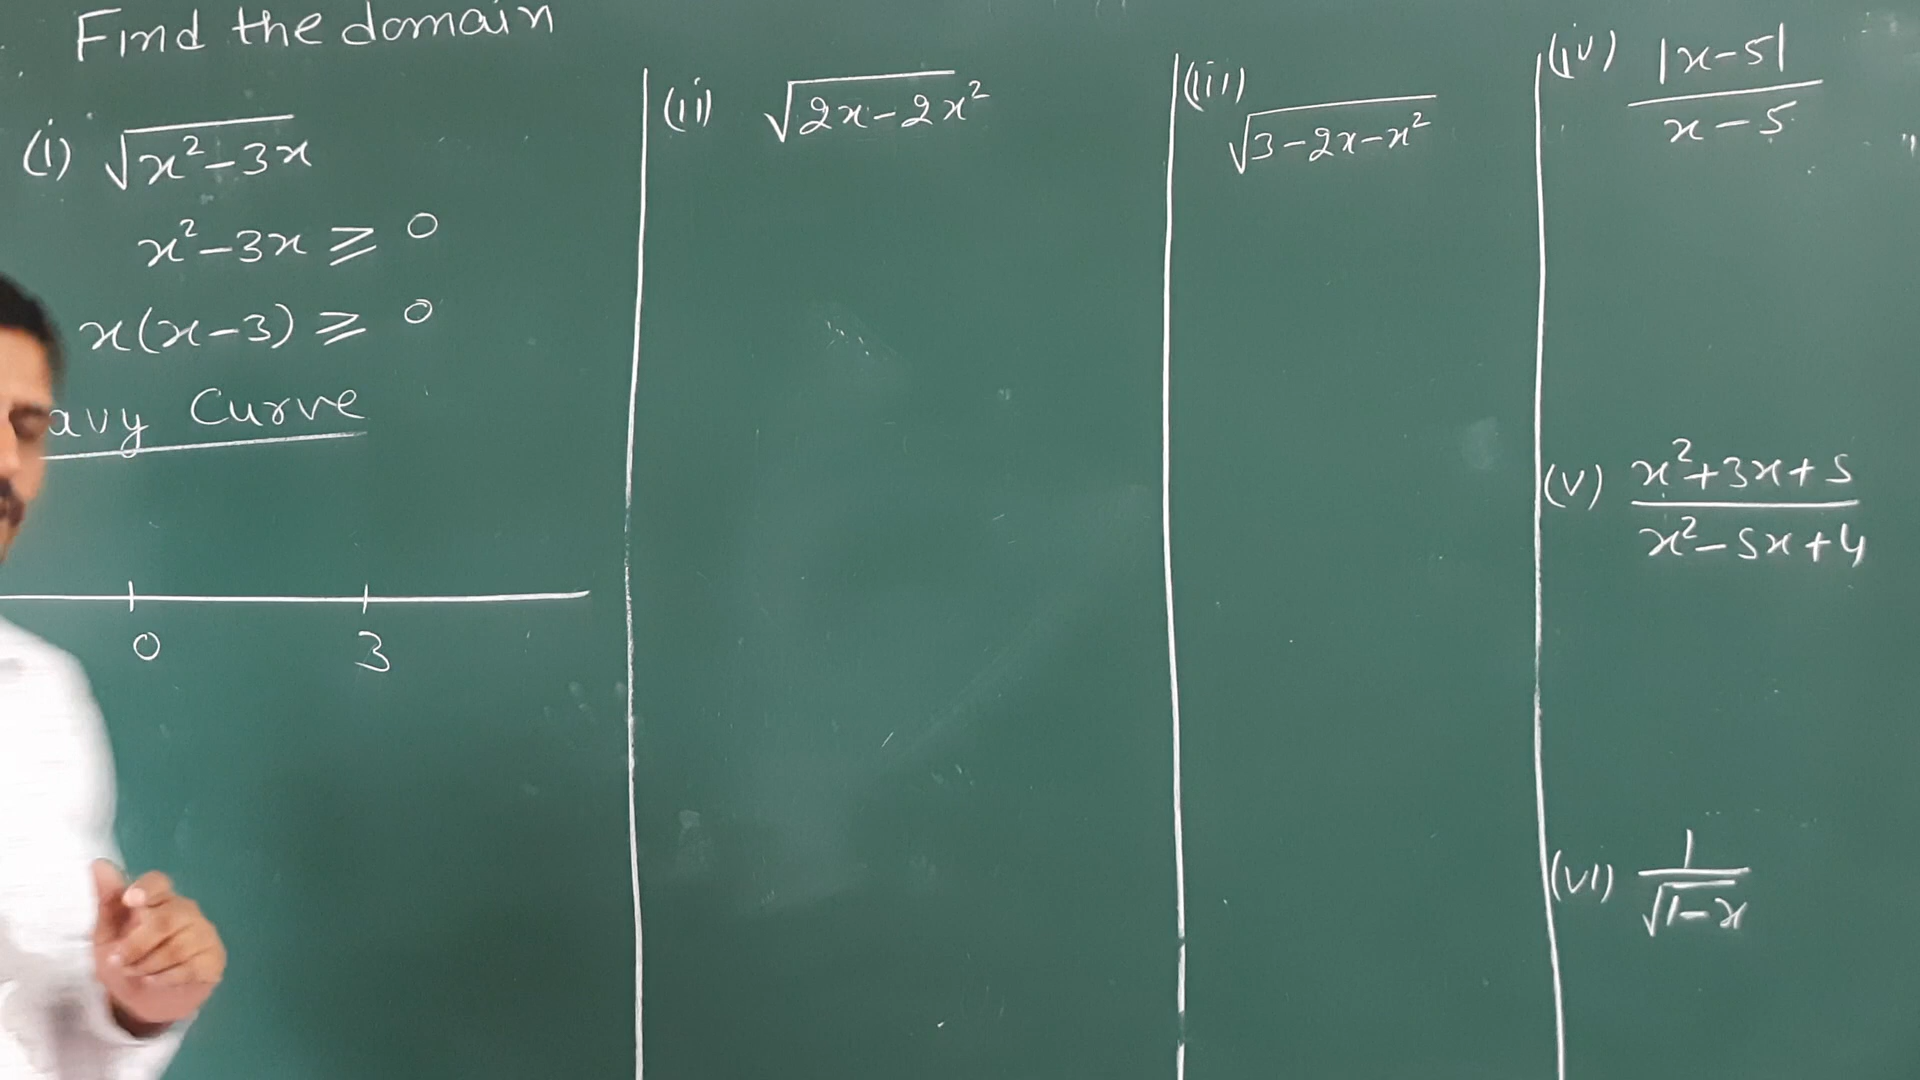 Find the domain
(i) √x²-3x
x²-3x ≥ 0
x(x-3) ≥ 0
avy Curve
0 3
(ii) √2x-2x²
(iii)
√3-2x-x²
(iv) |x-5|
x-5
(v) x²+3x+5
x²-5x+4
(vi) 1
√1-x